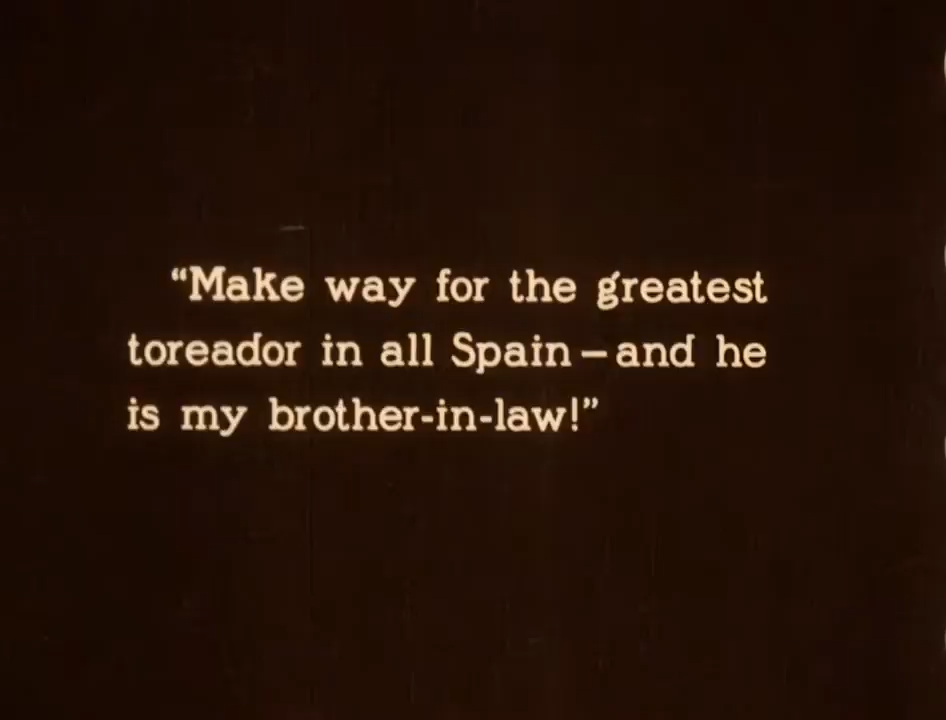 “Make way for the greatest
toreador in all Spain – and he
is my brother-in-law!”